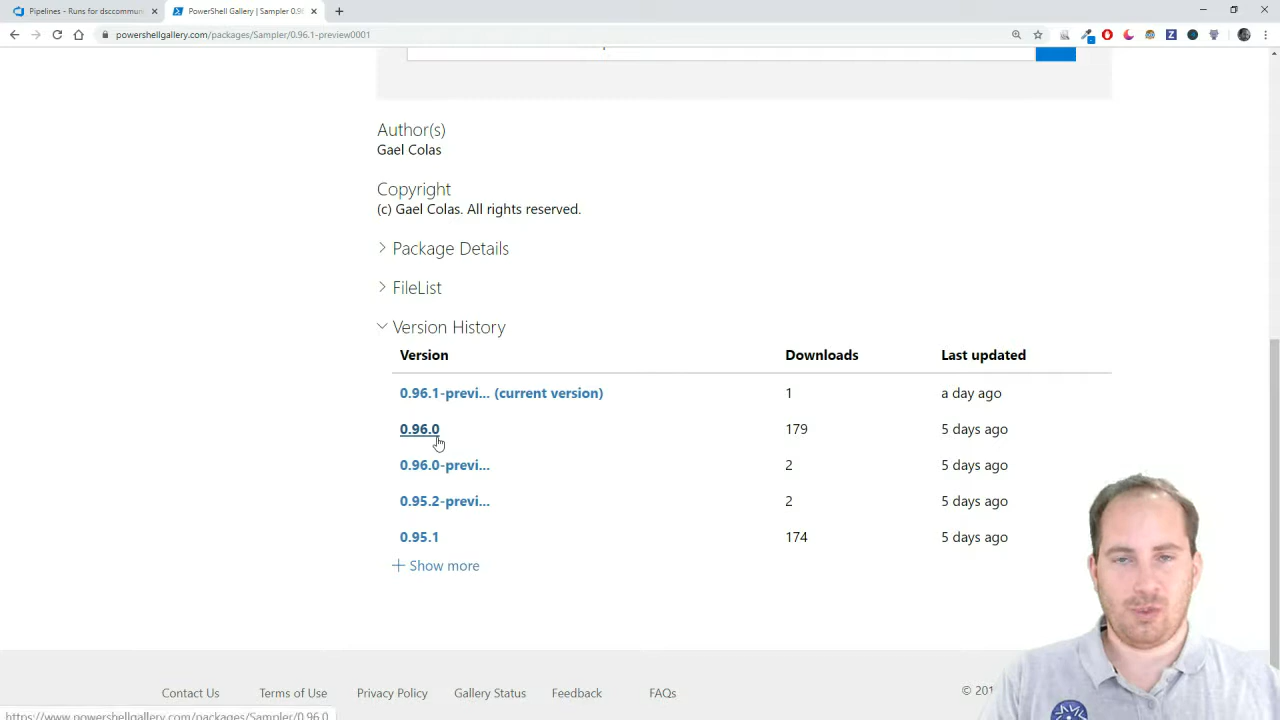 Pipelines - Runs for dsccommun
PowerShell Gallery | Sampler 0.96
powershellgallery.com/packages/Sampler/0.96.1-preview0001
Author(s)
Gael Colas
Copyright
(c) Gael Colas. All rights reserved.
Package Details
FileList
Version History
Version Downloads Last updated
0.96.1-previ... (current version) 1 a day ago
0.96.0 179 5 days ago
0.96.0-previ... 2 5 days ago
0.95.2-previ... 2 5 days ago
0.95.1 174 5 days ago
+ Show more
Contact Us Terms of Use Privacy Policy Gallery Status Feedback FAQs © 20
https://www.powershellgallery.com/packages/Sampler/0.96.0